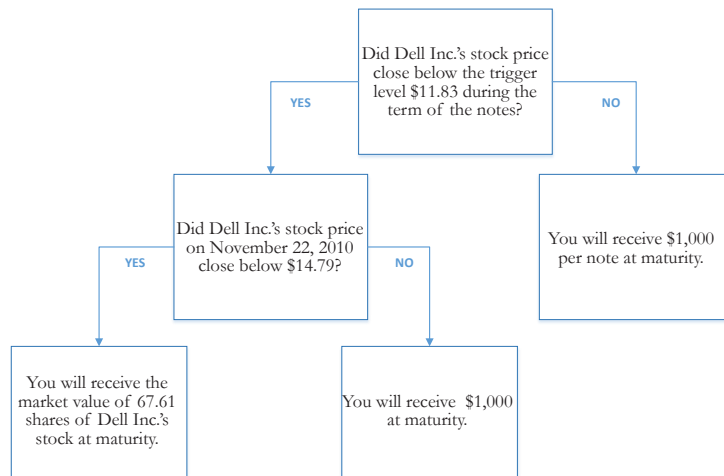 Did Dell Inc.'s stock price
close below the trigger
level $11.83 during the
term of the notes?
YES
NO
Did Dell Inc.'s stock price
on November 22, 2010
close below $14.79?
You will receive $1,000
per note at maturity.
YES
NO
You will receive the
market value of 67.61
shares of Dell Inc.'s
stock at maturity.
You will receive $1,000
at maturity.